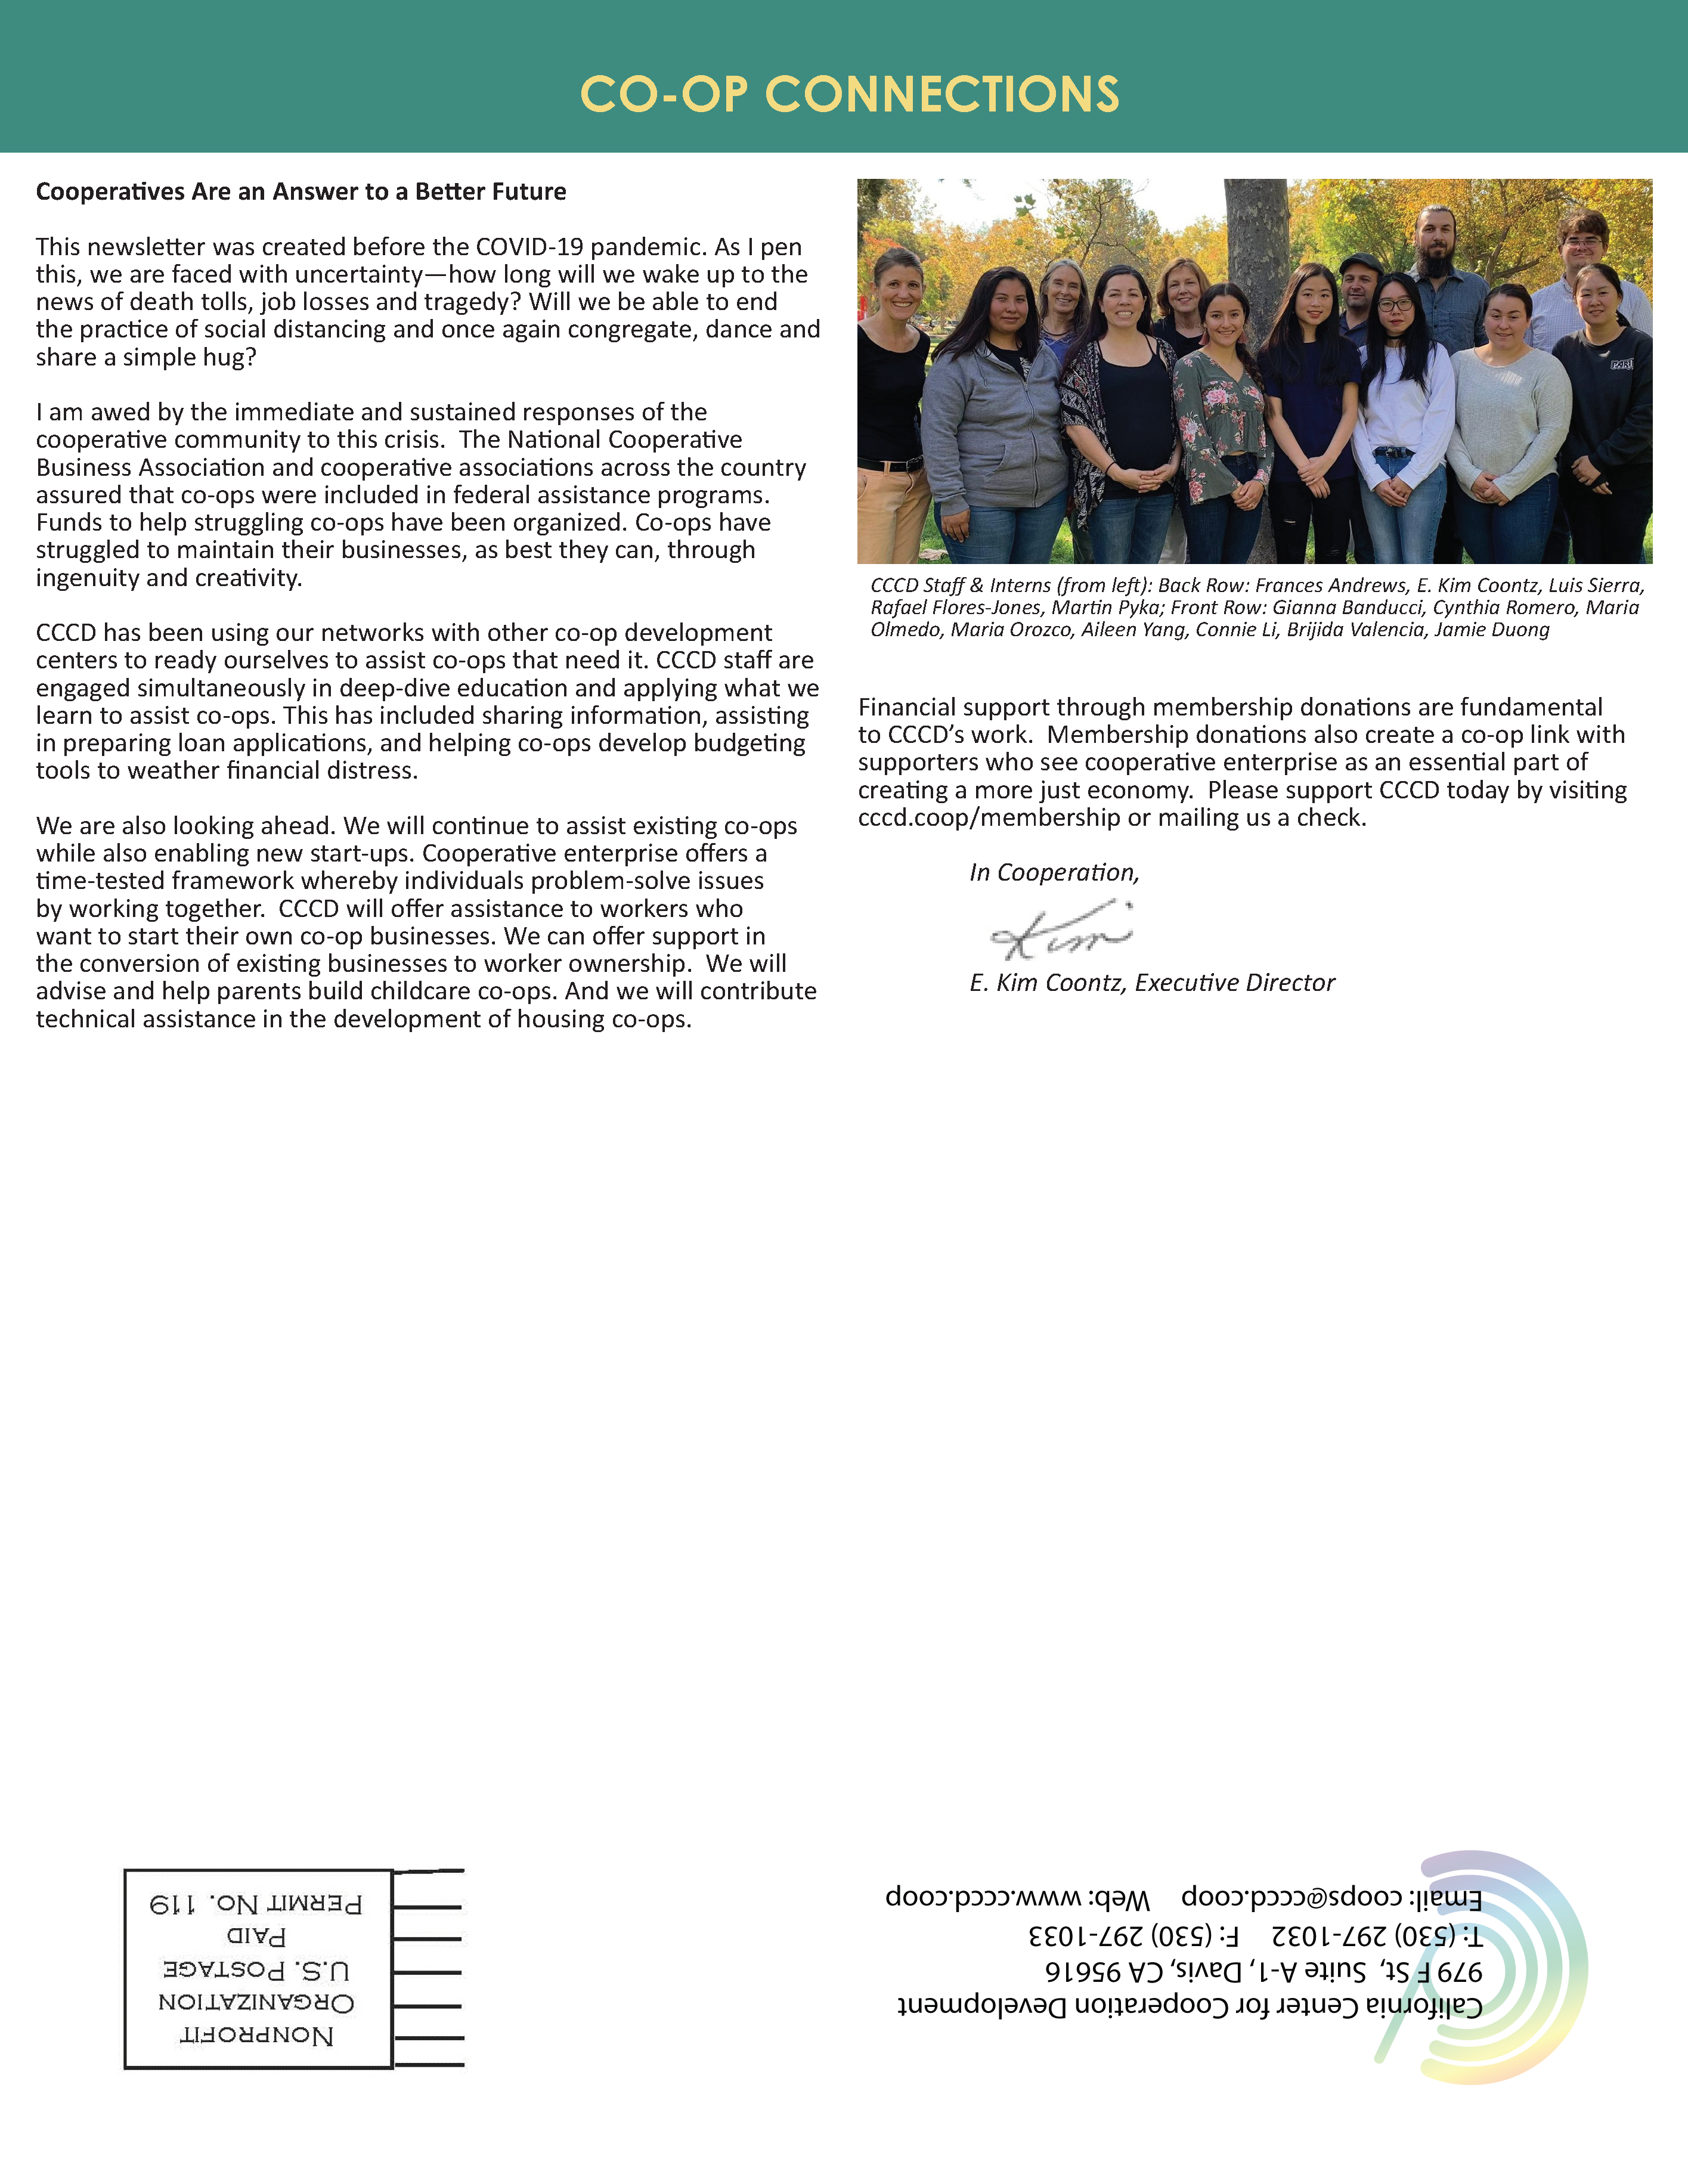 CO-OP CONNECTIONS
Cooperatives Are an Answer to a Better Future
This newsletter was created before the COVID-19 pandemic. As I pen
this, we are faced with uncertainty—how long will we wake up to the
news of death tolls, job losses and tragedy? Will we be able to end
the practice of social distancing and once again congregate, dance and
share a simple hug?
I am awed by the immediate and sustained responses of the
cooperative community to this crisis.  The National Cooperative
Business Association and cooperative associations across the country
assured that co-ops were included in federal assistance programs.
Funds to help struggling co-ops have been organized. Co-ops have
struggled to maintain their businesses, as best they can, through
ingenuity and creativity.
CCCD has been using our networks with other co-op development
centers to ready ourselves to assist co-ops that need it. CCCD staff are
engaged simultaneously in deep-dive education and applying what we
learn to assist co-ops. This has included sharing information, assisting
in preparing loan applications, and helping co-ops develop budgeting
tools to weather financial distress.
We are also looking ahead. We will continue to assist existing co-ops
while also enabling new start-ups. Cooperative enterprise offers a
time-tested framework whereby individuals problem-solve issues
by working together.  CCCD will offer assistance to workers who
want to start their own co-op businesses. We can offer support in
the conversion of existing businesses to worker ownership.  We will
advise and help parents build childcare co-ops. And we will contribute
technical assistance in the development of housing co-ops.
CCCD Staff & Interns (from left): Back Row: Frances Andrews, E. Kim Coontz, Luis Sierra,
Rafael Flores-Jones, Martin Pyka; Front Row: Gianna Banducci, Cynthia Romero, Maria
Olmedo, Maria Orozco, Aileen Yang, Connie Li, Brijida Valencia, Jamie Duong
Financial support through membership donations are fundamental
to CCCD’s work.  Membership donations also create a co-op link with
supporters who see cooperative enterprise as an essential part of
creating a more just economy.  Please support CCCD today by visiting
cccd.coop/membership or mailing us a check.
In Cooperation,
Kim
E. Kim Coontz, Executive Director
California Center for Cooperation Development
979 F St,  Suite A-1, Davis, CA 95616
T: (530) 297-1032    F: (530) 297-1033
Email: coops@cccd.coop    Web: www.cccd.coop
NONPROFIT
ORGANIZATION
U.S. POSTAGE
PAID
PERMIT NO. 119